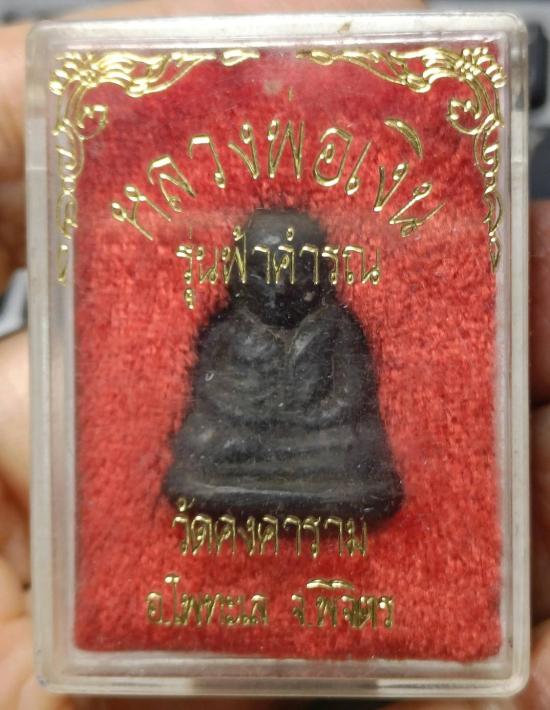 หลวงพ่อเงิน
รุ่นฟ้าคำรณ
วัดคงคาราม
อ.โพทะเล จ.พิจิตร